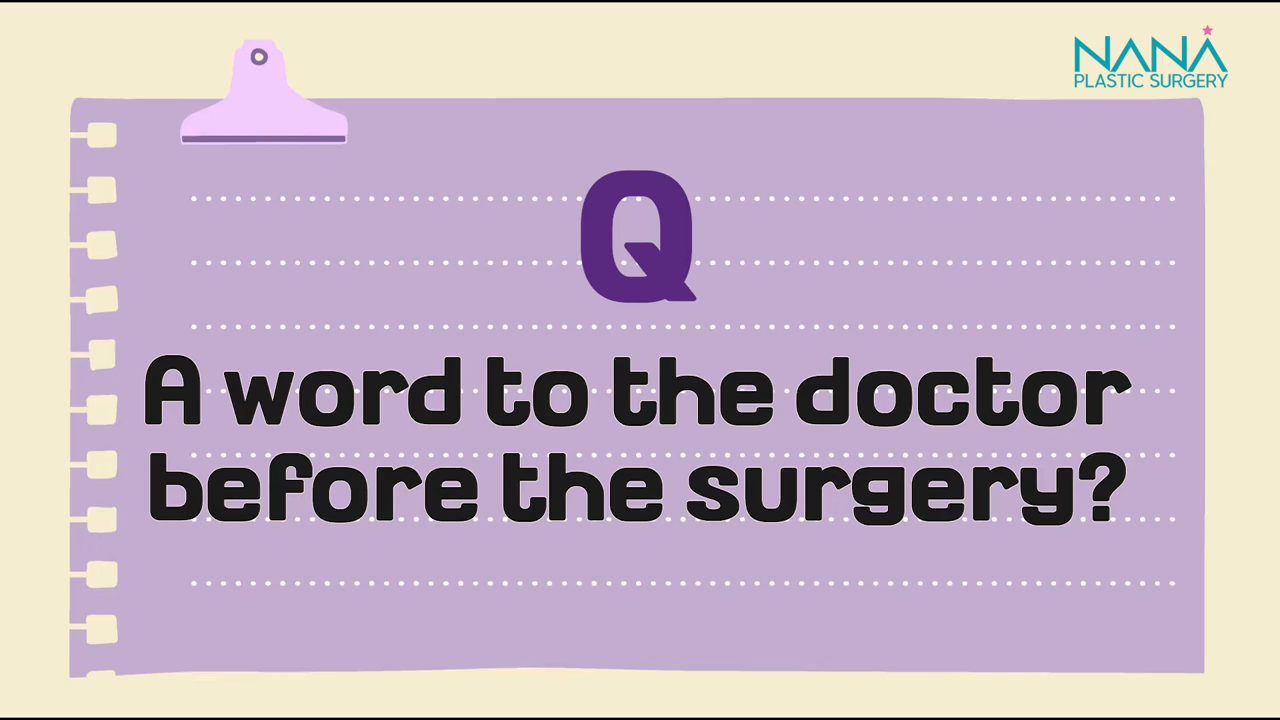 NANA
PLASTIC SURGERY
Q
A word to the doctor
before the surgery?